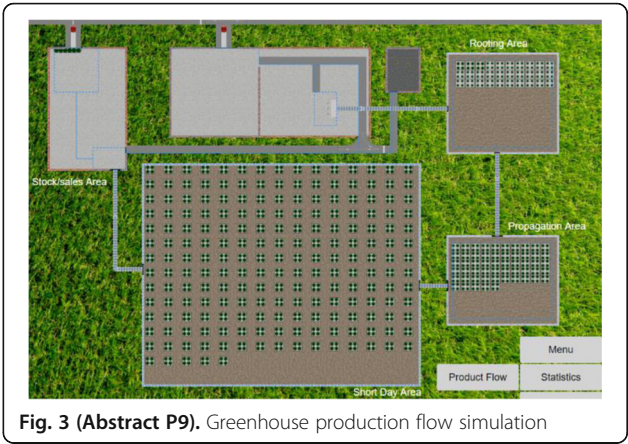 Rooting Area
Stock/sales Area
Propagation Area
Short Day Area
Menu
Product Flow
Statistics
Fig. 3 (Abstract P9). Greenhouse production flow simulation